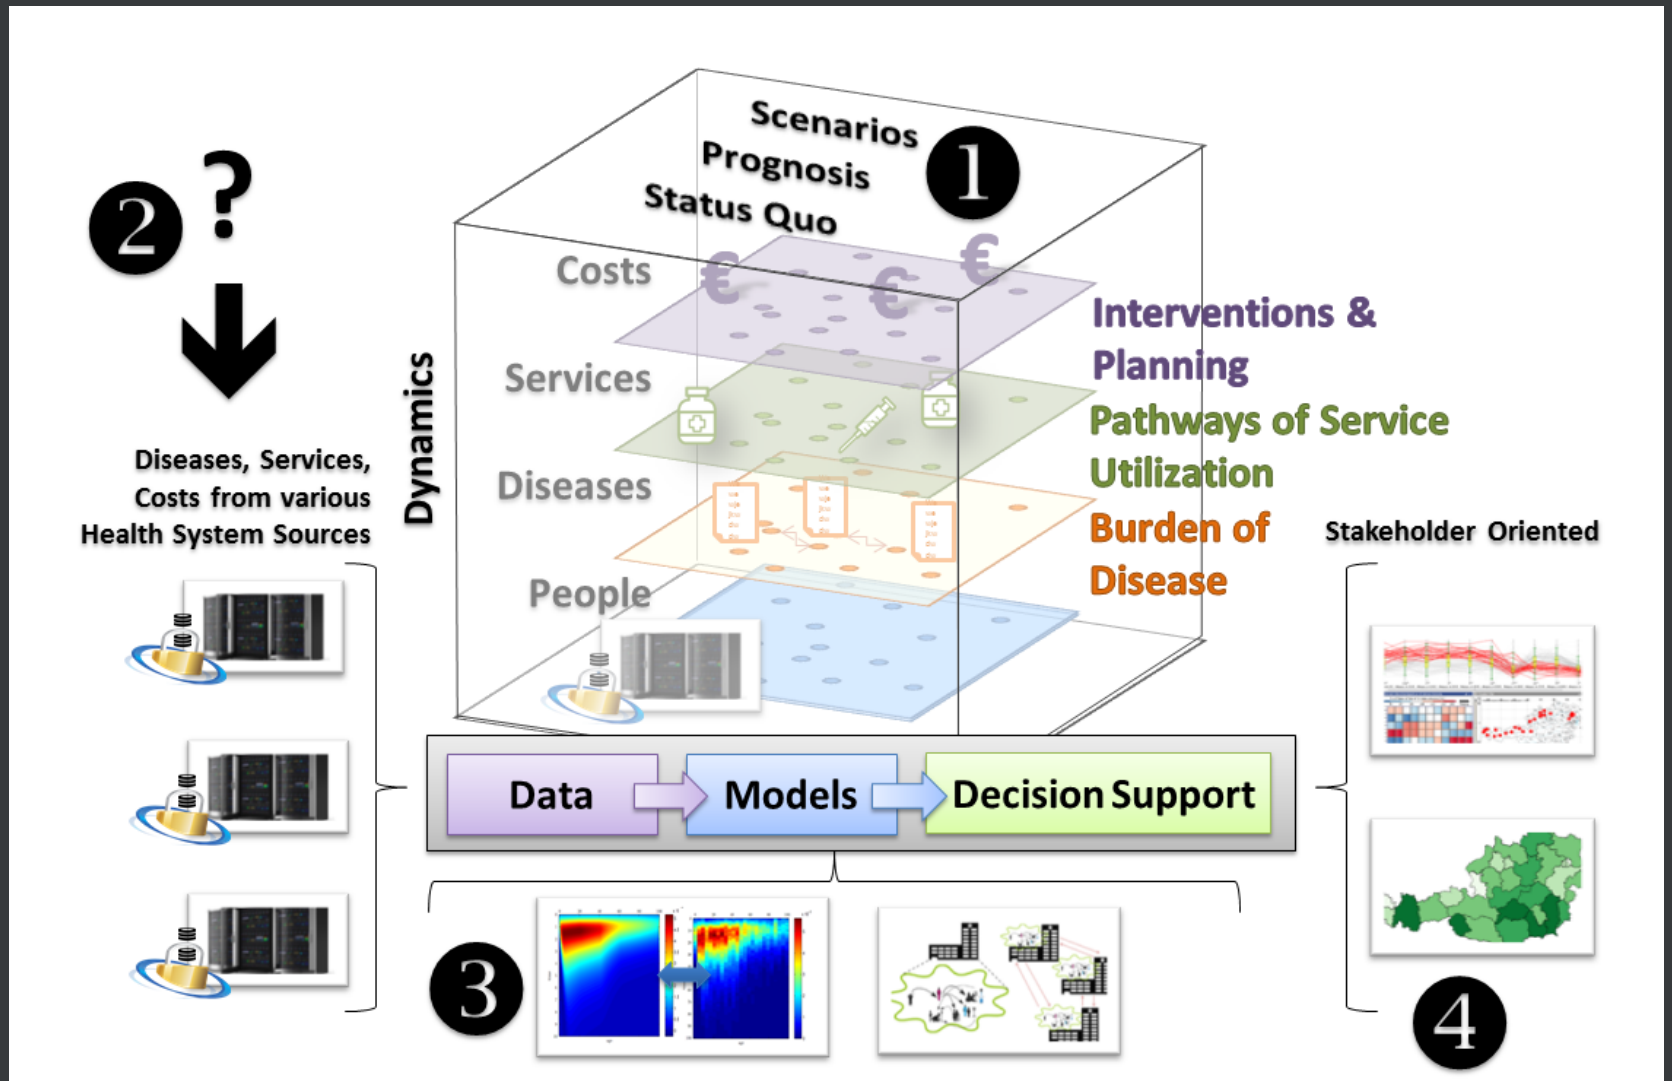 Scenarios
Prognosis
Status Quo
1
2
?
Costs
€ € €
Services
Diseases
People
Dynamics
Interventions &
Planning
Pathways of Service
Utilization
Burden of
Disease
Diseases, Services,
Costs from various
Health System Sources
Stakeholder Oriented
Data
Models
Decision Support
3
4